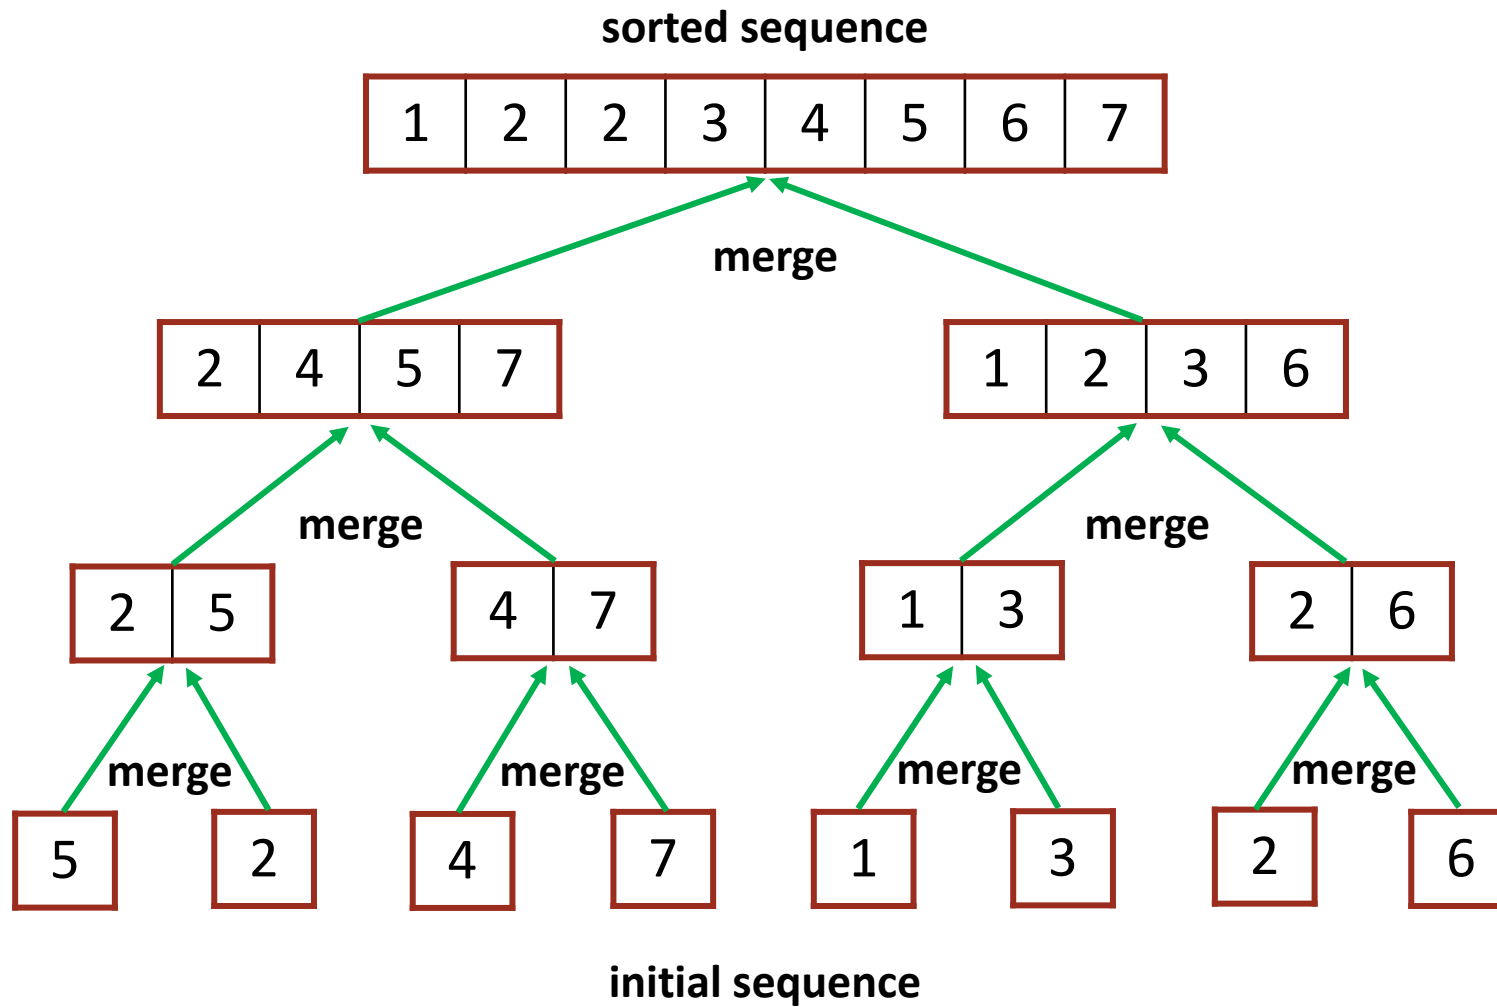 sorted sequence
1 2 2 3 4 5 6 7
merge
2 4 5 7 1 2 3 6
merge merge
2 5 4 7 1 3 2 6
merge merge merge merge
5 2 4 7 1 3 2 6
initial sequence